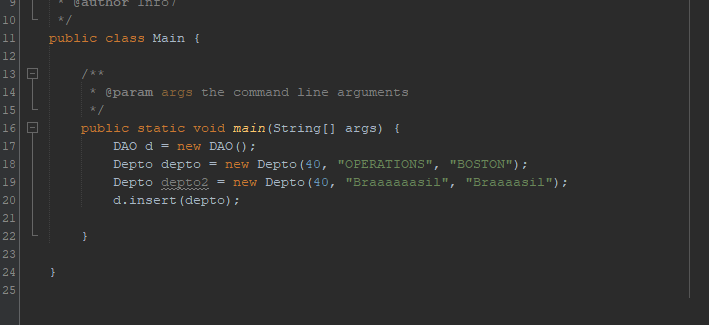 9 * @author Info7
10 */
11 public class Main {
12
13 /**
14 * @param args the command line arguments
15 */
16 public static void main(String[] args) {
17 DAO d = new DAO();
18 Depto depto = new Depto(40, "OPERATIONS", "BOSTON");
19 Depto depto2 = new Depto(40, "Braaaaaasil", "Braaaasil");
20 d.insert(depto);
21
22 }
23
24 }
25